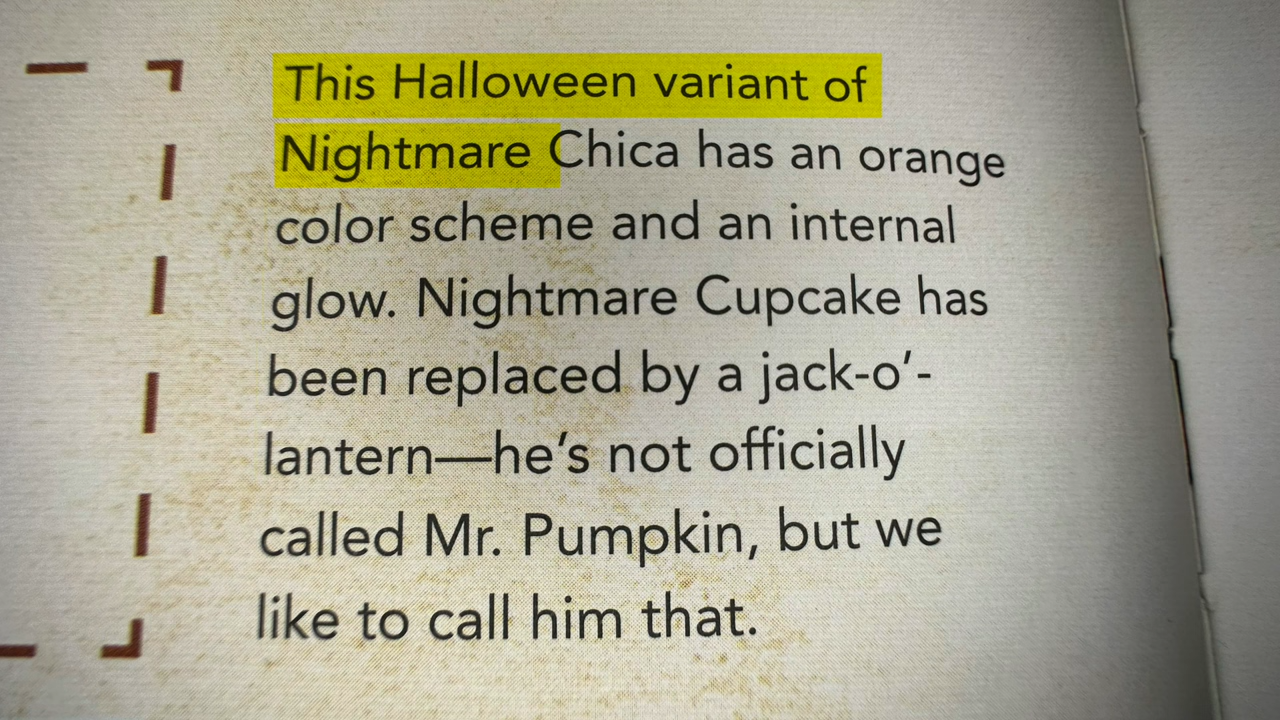 This Halloween variant of
Nightmare Chica has an orange
color scheme and an internal
glow. Nightmare Cupcake has
been replaced by a jack-o'-
lantern—he's not officially
called Mr. Pumpkin, but we
like to call him that.